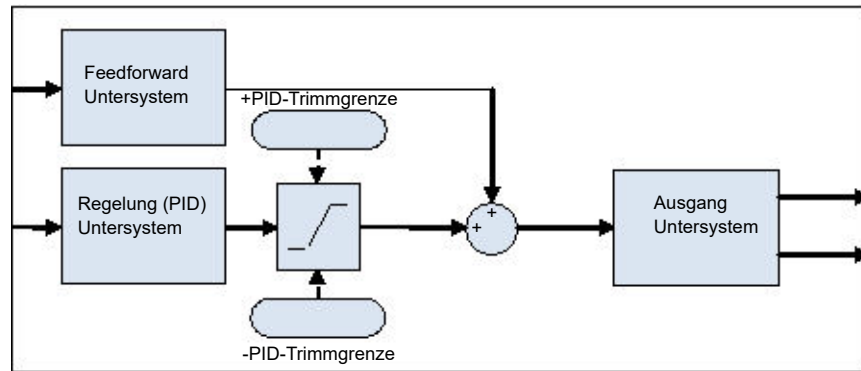 Feedforward
Untersystem
+PID-Trimmgrenze
Regelung (PID)
Untersystem
+
+
Ausgang
Untersystem
-PID-Trimmgrenze